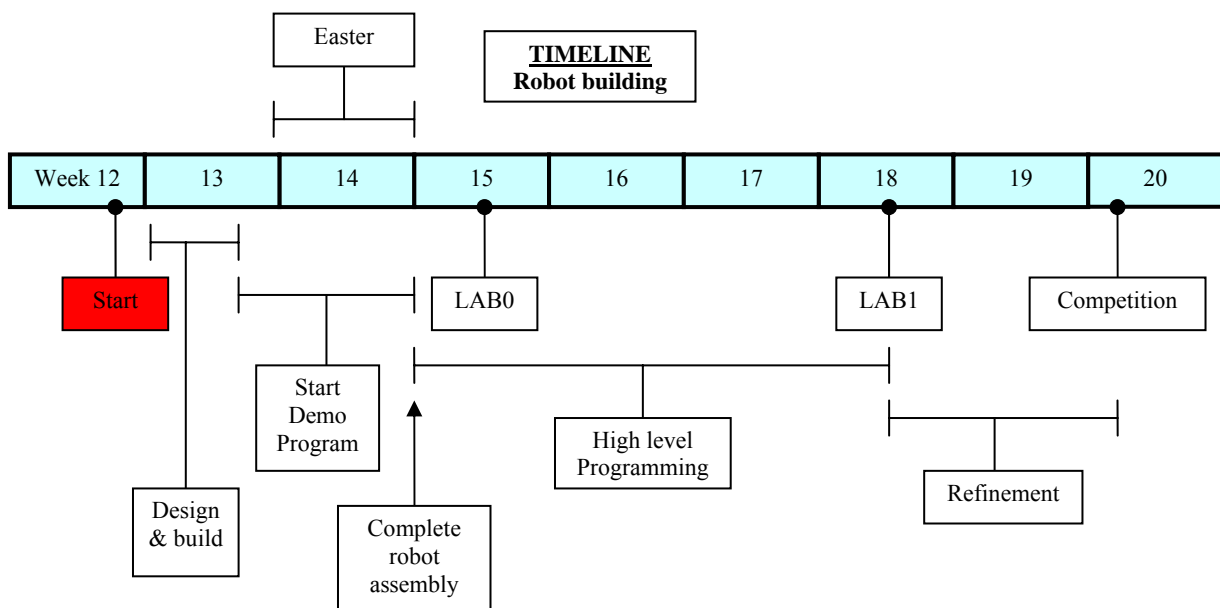 Easter
TIMELINE
Robot building
Week 12 13 14 15 16 17 18 19 20
Start
LAB0
LAB1
Competition
Start
Demo
Program
High level
Programming
Refinement
Design
& build
Complete
robot
assembly